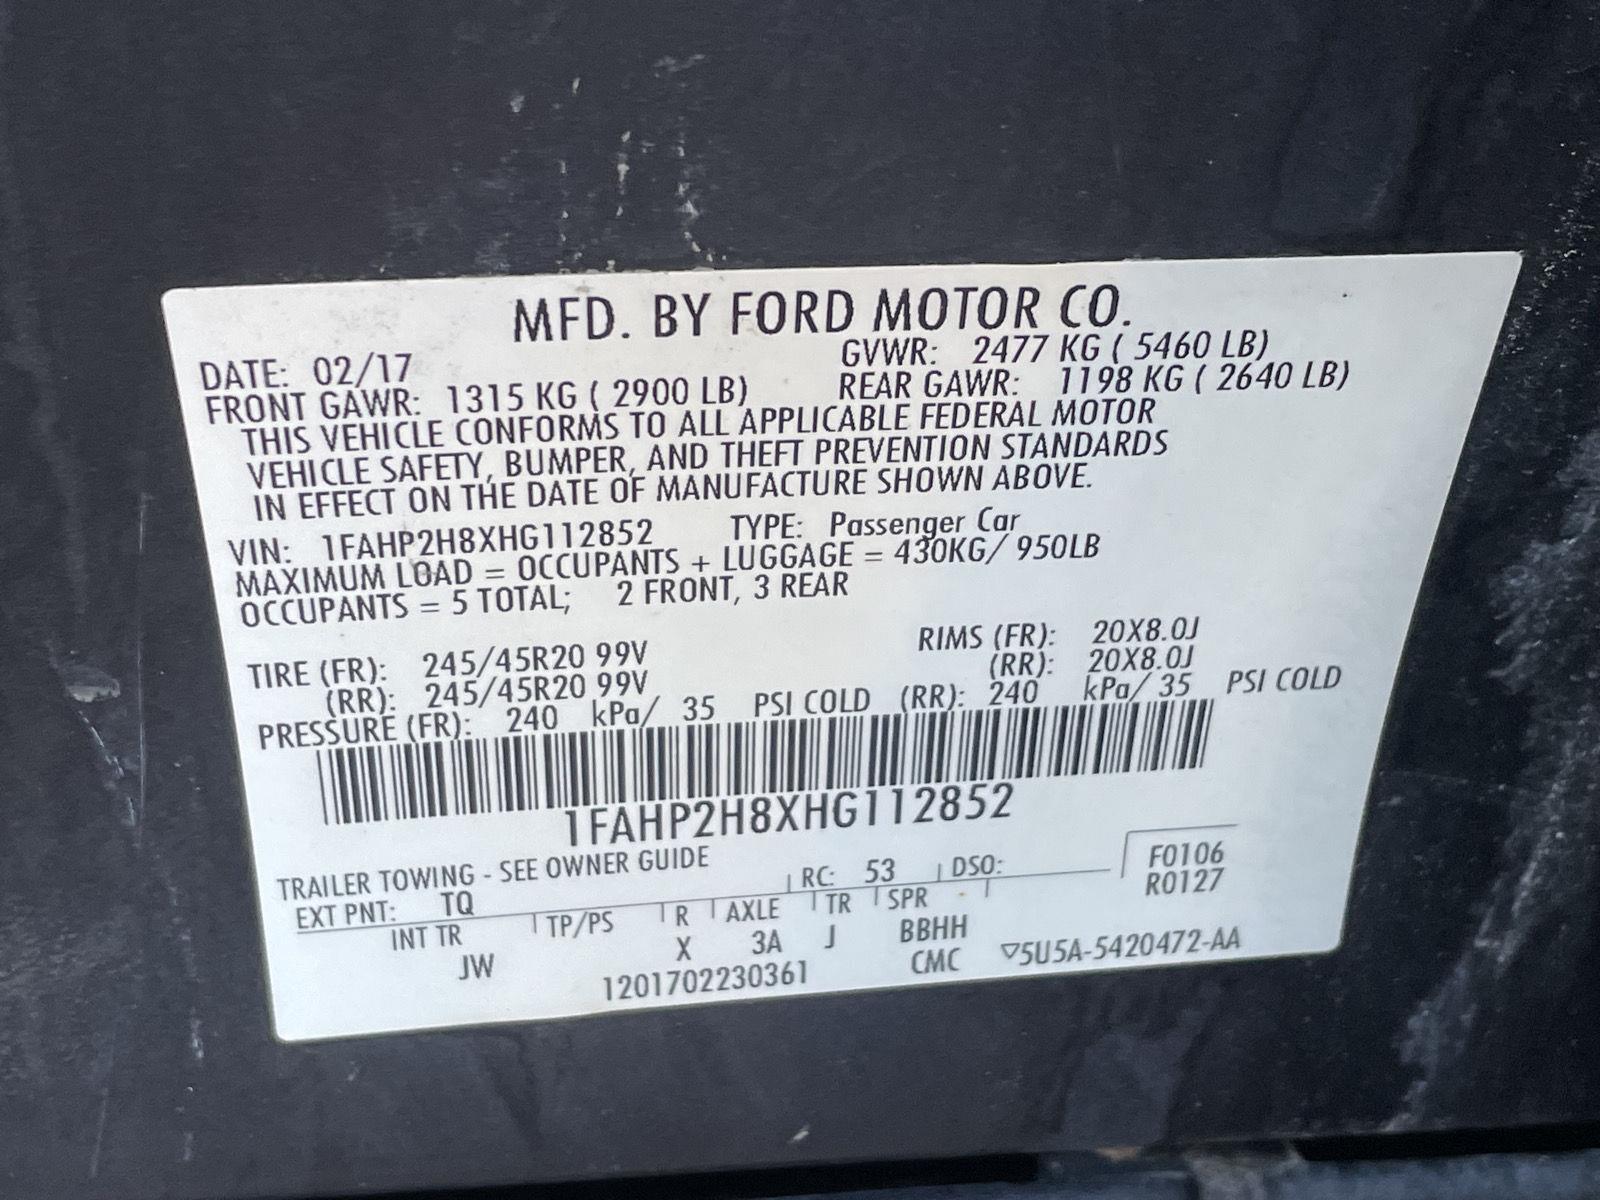 MFD. BY FORD MOTOR CO.
DATE: 02/17 GVWR: 2477 KG ( 5460 LB)
FRONT GAWR: 1315 KG ( 2900 LB) REAR GAWR: 1198 KG ( 2640 LB)
THIS VEHICLE CONFORMS TO ALL APPLICABLE FEDERAL MOTOR
VEHICLE SAFETY, BUMPER, AND THEFT PREVENTION STANDARDS
IN EFFECT ON THE DATE OF MANUFACTURE SHOWN ABOVE.
VIN: 1FAHP2H8XHG112852 TYPE: Passenger Car
MAXIMUM LOAD = OCCUPANTS + LUGGAGE = 430KG/ 950LB
OCCUPANTS = 5 TOTAL; 2 FRONT, 3 REAR
TIRE (FR): 245/45R20 99V RIMS (FR): 20X8.0J
(RR): 245/45R20 99V (RR): 20X8.0J
PRESSURE (FR): 240 kPa/ 35 PSI COLD (RR): 240 kPa/ 35 PSI COLD
1FAHP2H8XHG112852
TRAILER TOWING - SEE OWNER GUIDE
EXT PNT: TQ RC: 53 DSO: F0106
R0127
INT TR TP/PS R AXLE TR SPR
JW X 3A J BBHH
1201702230361 CMC ▽5U5A-5420472-AA